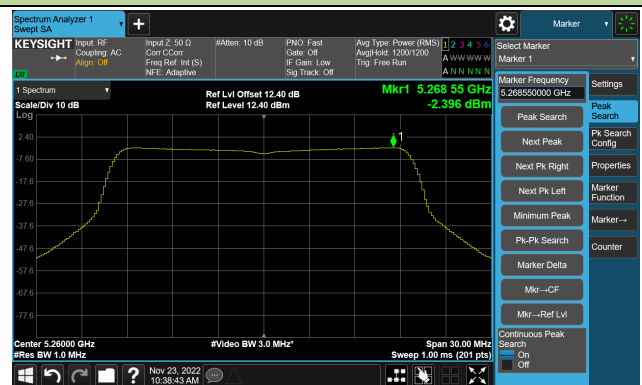 Spectrum Analyzer 1
Swept SA
Marker
KEYSIGHT
Input: RF
Coupling: AC
Align: Off
Input Z: 50 Ω
Corr CCorr
Freq Ref: Int (S)
NFE: Adaptive
#Atten: 10 dB
PNO: Fast
Gate: Off
IF Gain: Low
Sig Track: Off
Avg Type: Power (RMS)
Avg|Hold: 1200/1200
Trig: Free Run
1 2 3 4 5 6
A W W W W W
A N N N N N
LXI
Select Marker
Marker 1
1 Spectrum
Scale/Div 10 dB
Log
Ref Lvl Offset 12.40 dB
Ref Level 12.40 dBm
Mkr1 5.268 55 GHz
-2.396 dBm
1
2.40
-7.60
-17.6
-27.6
-37.6
-47.6
-57.6
-67.6
-77.6
Center 5.26000 GHz
#Res BW 1.0 MHz
#Video BW 3.0 MHz*
Span 30.00 MHz
Sweep 1.00 ms (201 pts)
Marker Frequency
5.268550000 GHz
Peak Search
Next Peak
Next Pk Right
Next Pk Left
Minimum Peak
Pk-Pk Search
Marker Delta
Mkr→CF
Mkr→Ref Lvl
Continuous Peak
Search
On
Off
Settings
Peak
Search
Pk Search
Config
Properties
Marker
Function
Marker→
Counter
Nov 23, 2022
10:38:43 AM